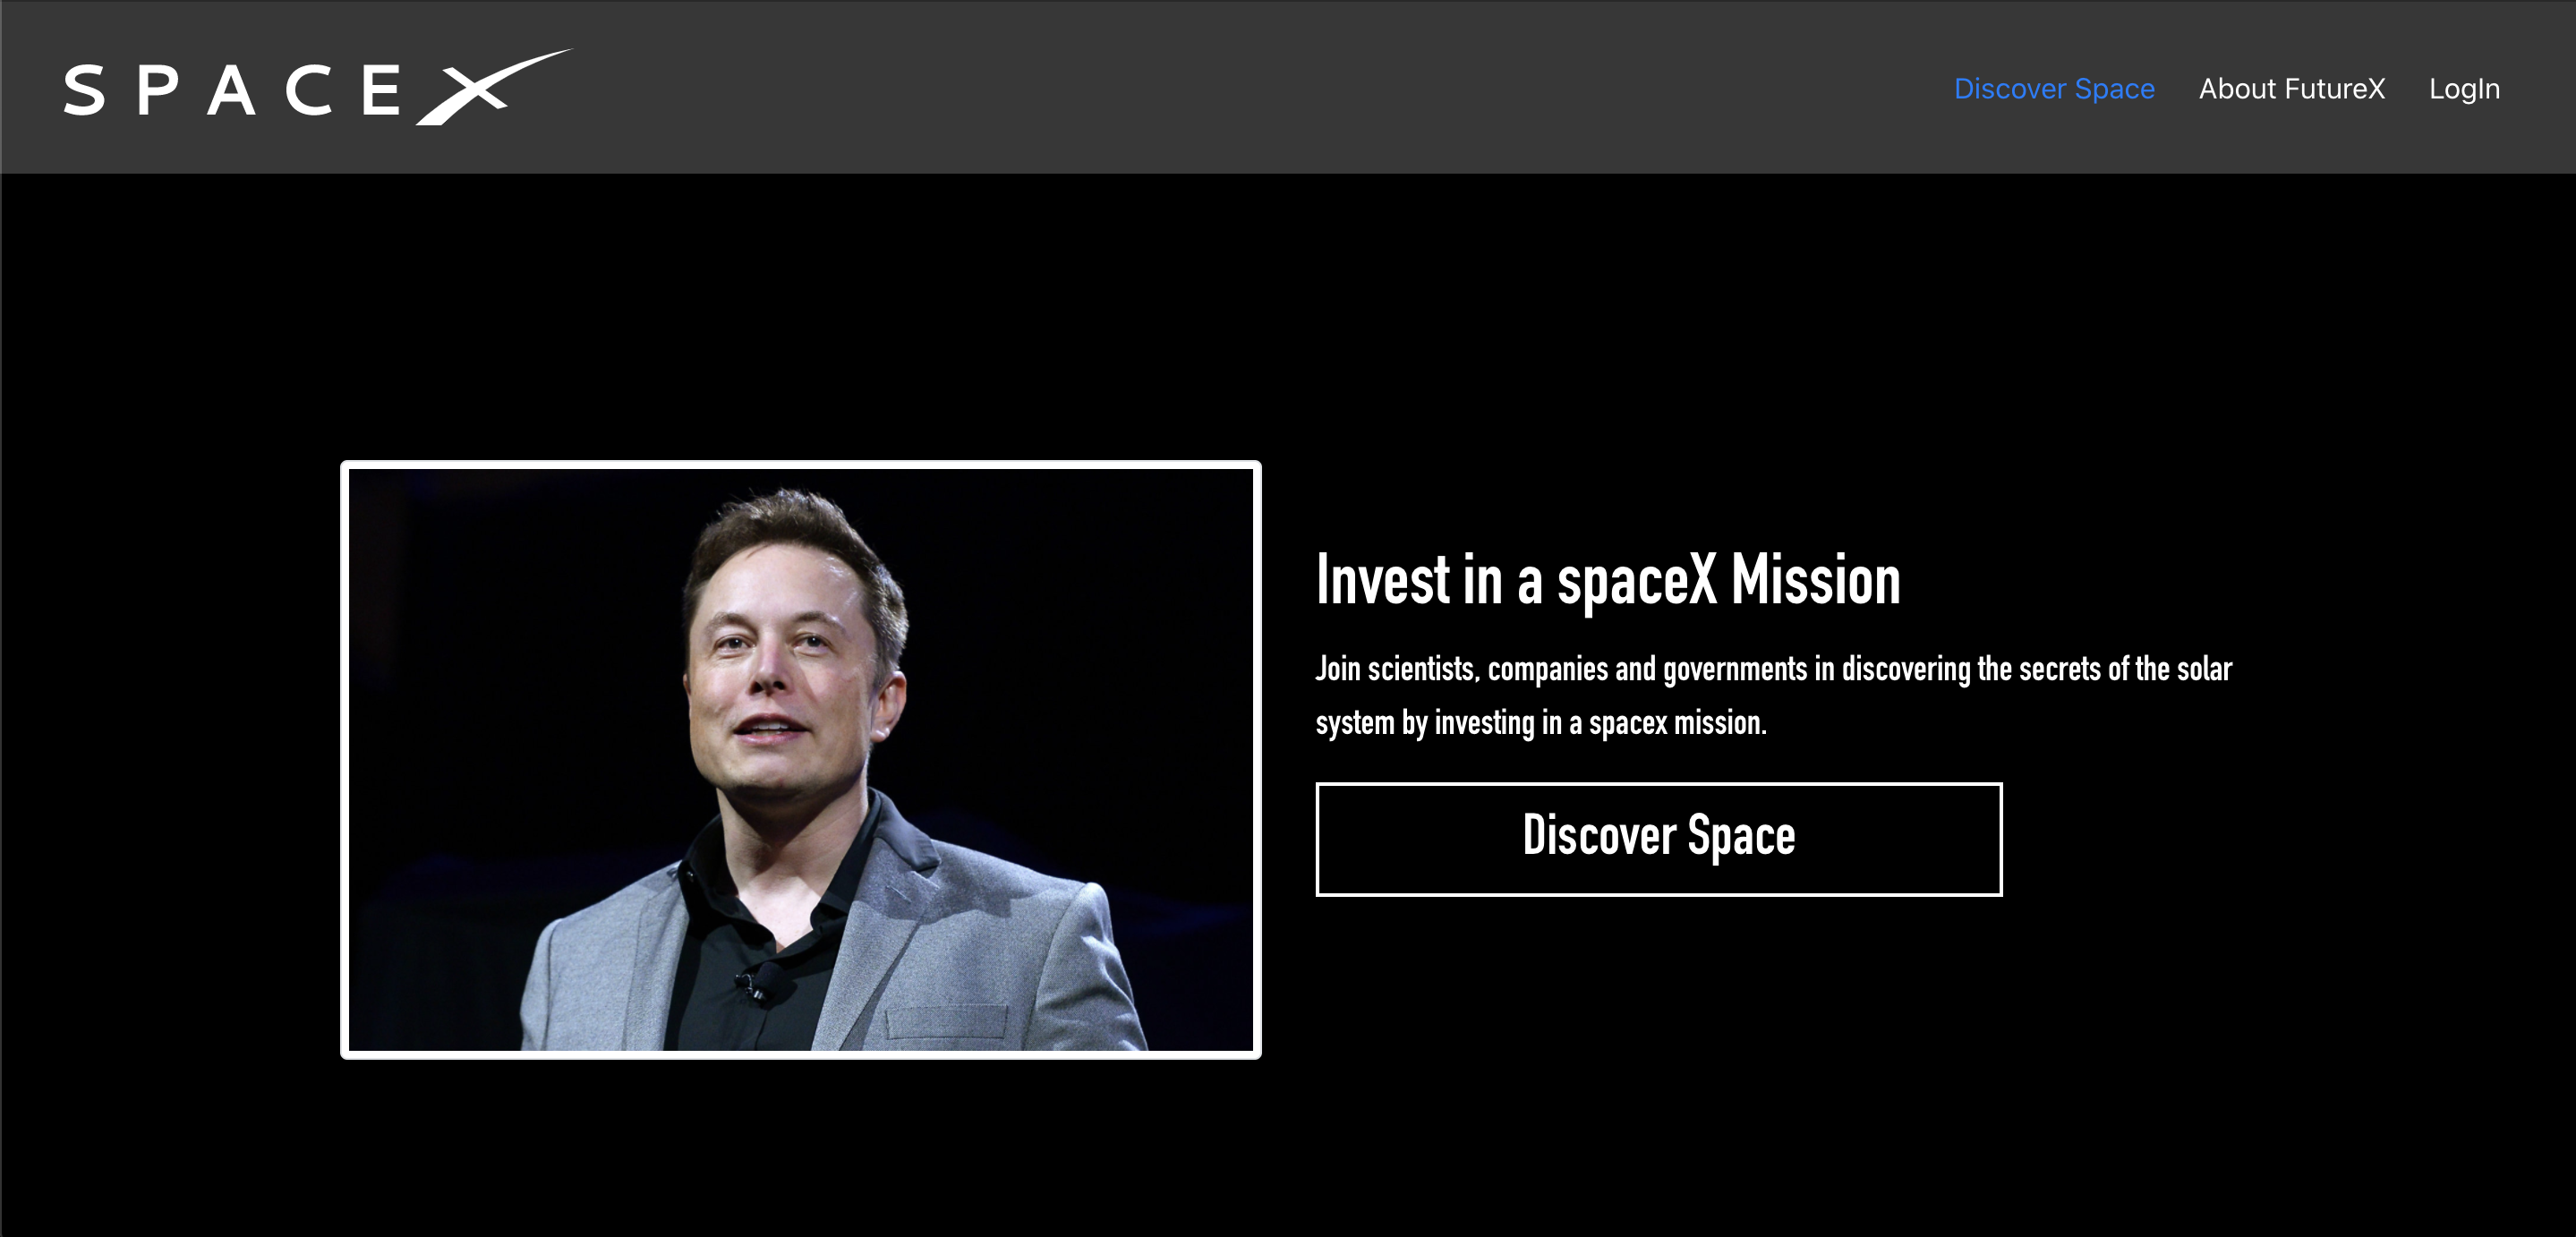 SPACEX
Discover Space About FutureX LogIn
Invest in a spaceX Mission
Join scientists, companies and governments in discovering the secrets of the solar
system by investing in a spacex mission.
Discover Space